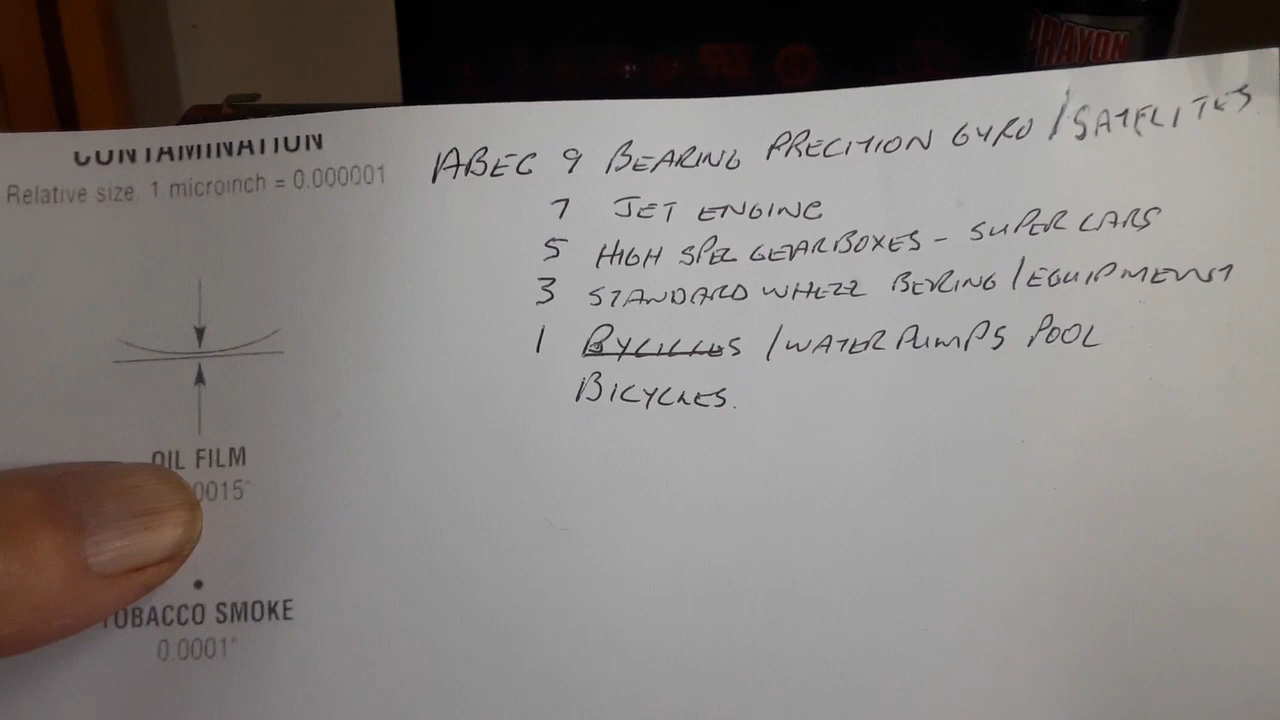 RAYON
CONTAMINATION
Relative size. 1 microinch = 0.000001
ABEC 9 BEARING PRECITION GYRO / SATELITES
7 JET ENGINE
5 HIGH SPEC GEARBOXES - SUPER CARS
3 STANDARD WHEEL BERING / EQUIPMENT
1 BYCICLES / WATER PUMPS POOL
BICYCLES.
OIL FILM
0015"
TOBACCO SMOKE
0.0001"